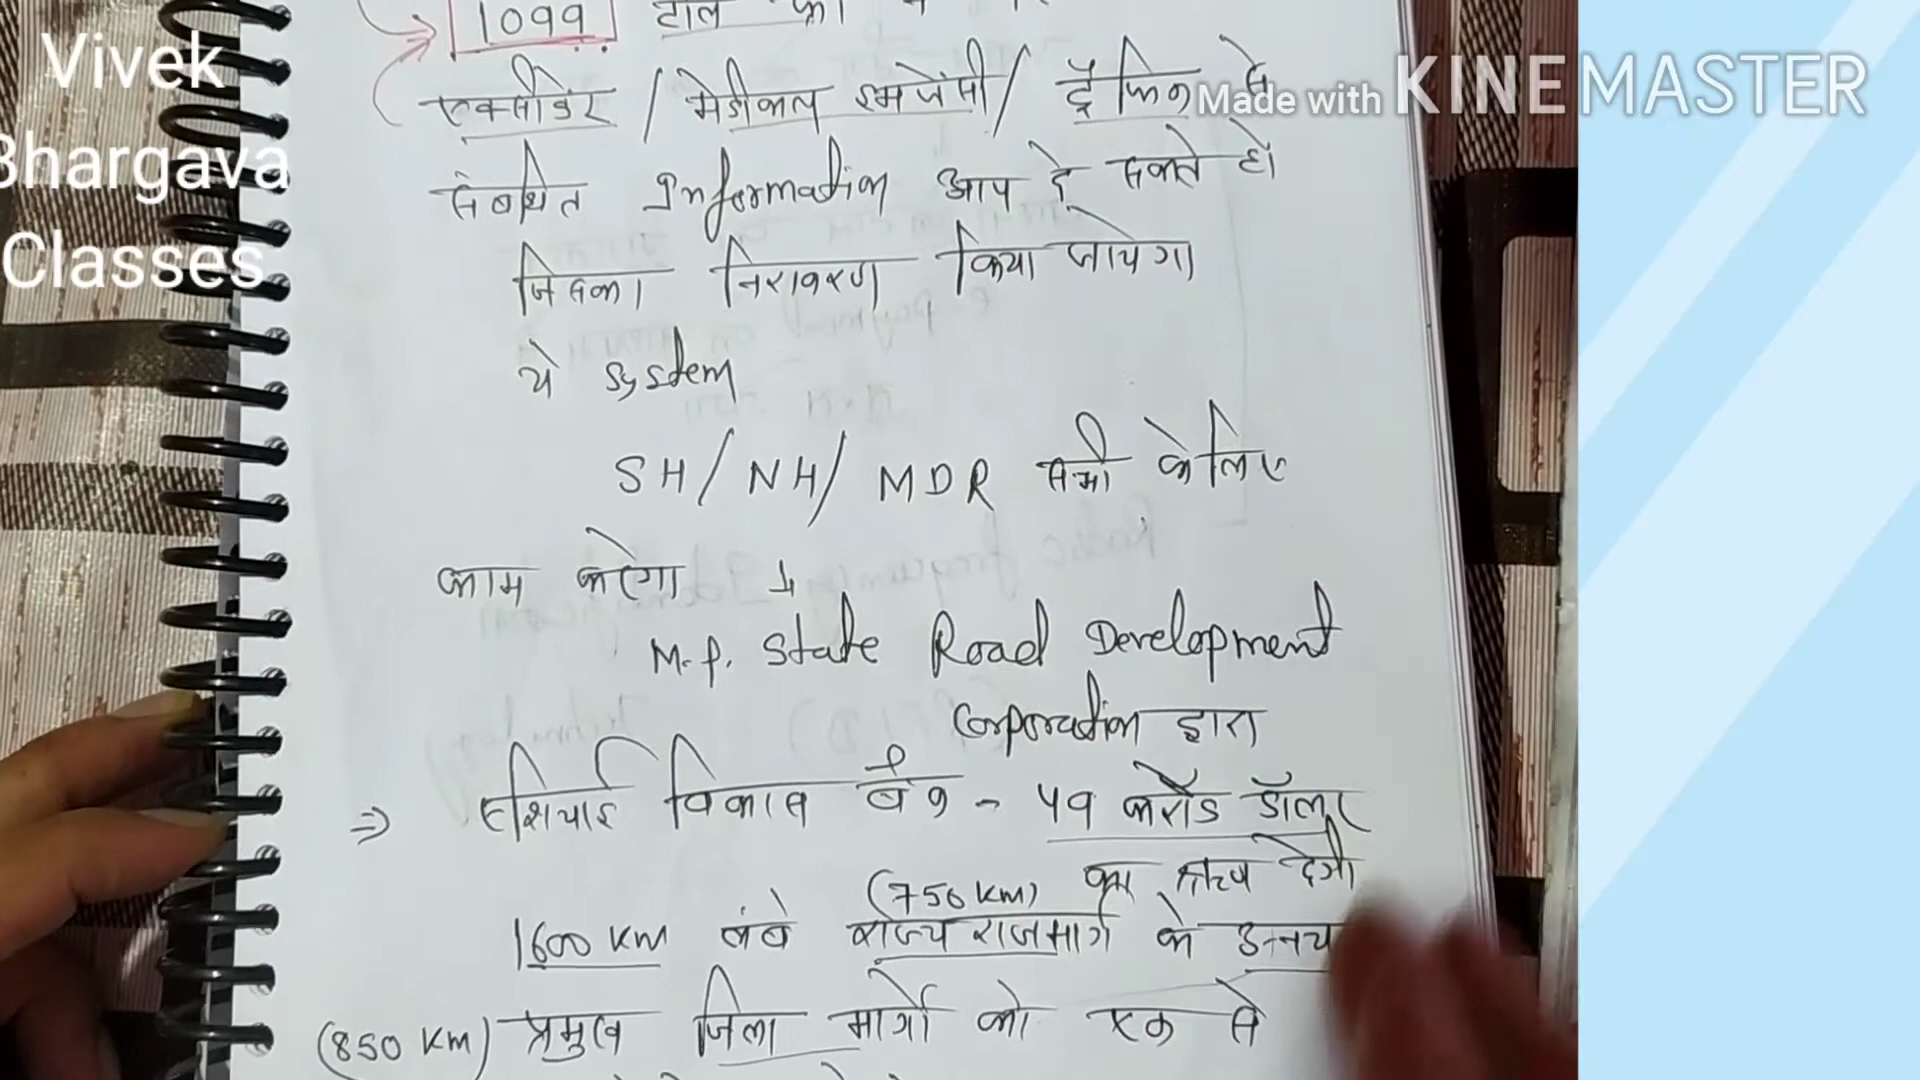 1099 टाल
एक्सीडेंट / मेडीकल इमर्जेंसी / ट्रैफिक से
संबंधित Information आप दे सकते हो
जिसका निराकरण किया जायेगा
ये system
SH / NH / MDR सभी के लिए
काम करेगा
M.P. State Road Development
Corporation द्वारा
⇒ एशियाई विकास बैंक - 49 करोड डॉलर
का ऋण देगी
(750 km)
1600 KM लंबे राज्य राजमार्ग के उन्नय
(850 KM) प्रमुख जिला मार्गो को एक से
Vivek
Bhargava
Classes
Made with KINEMASTER